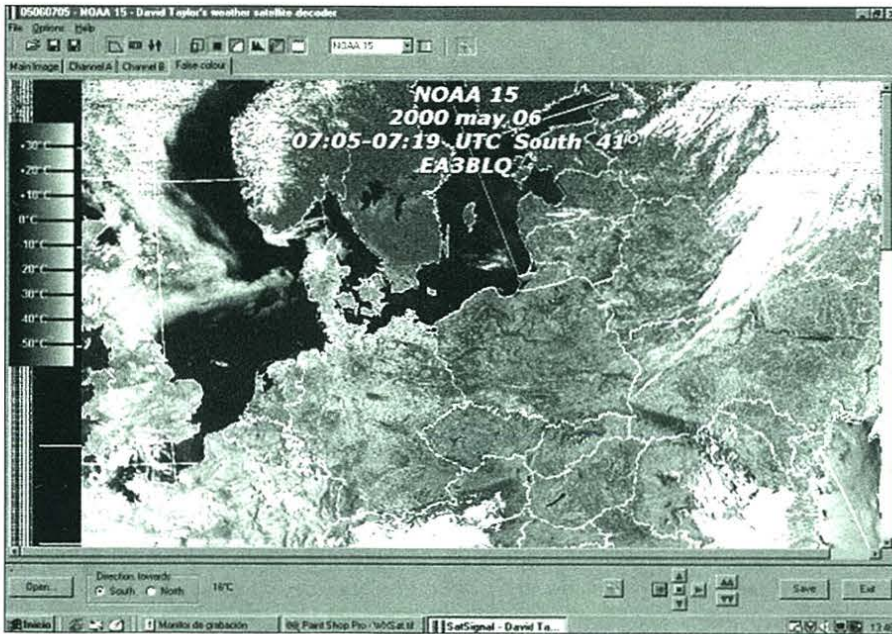 05060705 - NOAA 15 - David Taylor's weather satellite decoder
File Options Help
NOAA 15
Main Image Channel A Channel B False colour
NOAA 15
2000 may 06
07:05-07:19 UTC South 41°
EA3BLQ
+30°C
+20°C
+10°C
0°C
-10°C
-20°C
-30°C
-40°C
-50°C
Open...
Direction towards
South North
16°C
Save
Exit
Inicio
Monitor de grabación
Paint Shop Pro - WXSat.tif
SatSignal - David Ta...